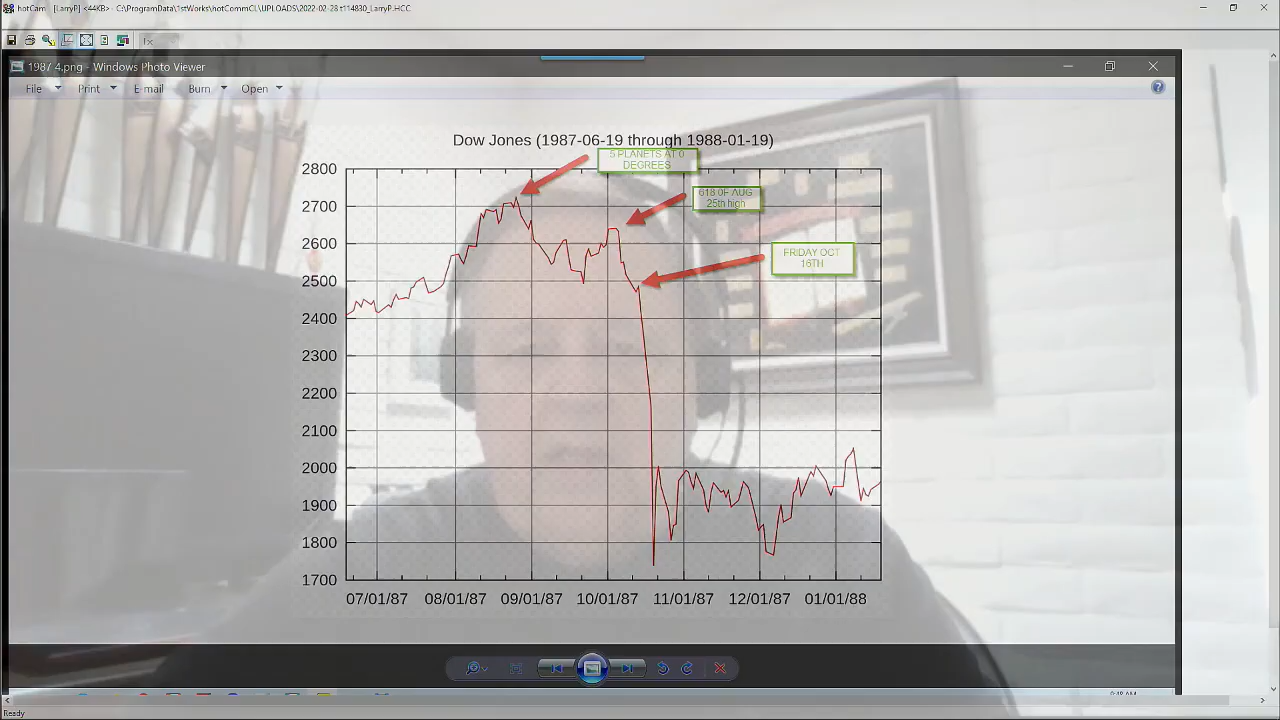 hotCam [LarryP] <44KB> - C:\ProgramData\1stWorks\hotCommCL\UPLOADS\2022-02-28 t114830_LarryP.HCC
1987 4.png - Windows Photo Viewer
File Print E-mail Burn Open
Dow Jones (1987-06-19 through 1988-01-19)
5 PLANETS AT 0
DEGREES
618 OF AUG
25th high
FRIDAY OCT
16TH
2800
2700
2600
2500
2400
2300
2200
2100
2000
1900
1800
1700
07/01/87 08/01/87 09/01/87 10/01/87 11/01/87 12/01/87 01/01/88
Ready